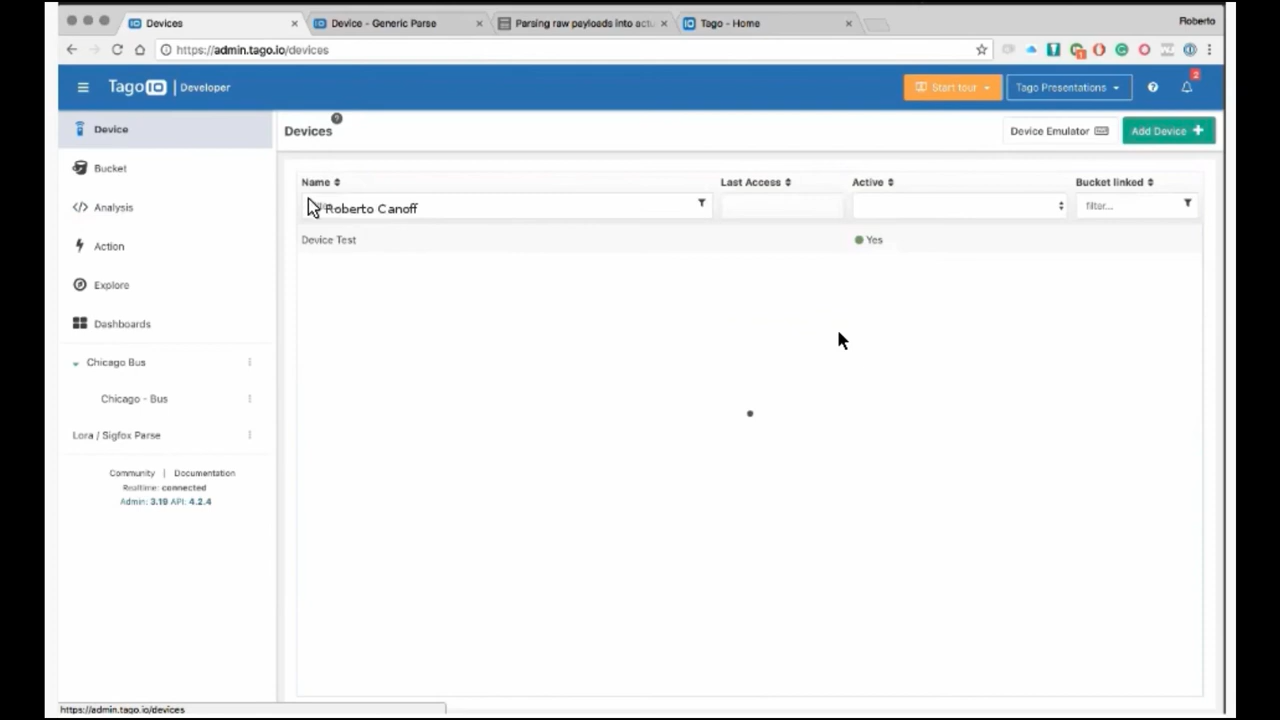 Devices
Device - Generic Parse
Parsing raw payloads into actu
Tago - Home
Roberto
https://admin.tago.io/devices
Tago IO | Developer
Start tour
Tago Presentations
2
Device
Devices
Device Emulator
Add Device +
Bucket
Analysis
Action
Explore
Dashboards
Chicago Bus
Chicago - Bus
Lora / Sigfox Parse
Community | Documentation
Realtime: connected
Admin: 3.19 API: 4.2.4
Name
Last Access
Active
Bucket linked
Roberto Canoff
filter...
Device Test
Yes
https://admin.tago.io/devices